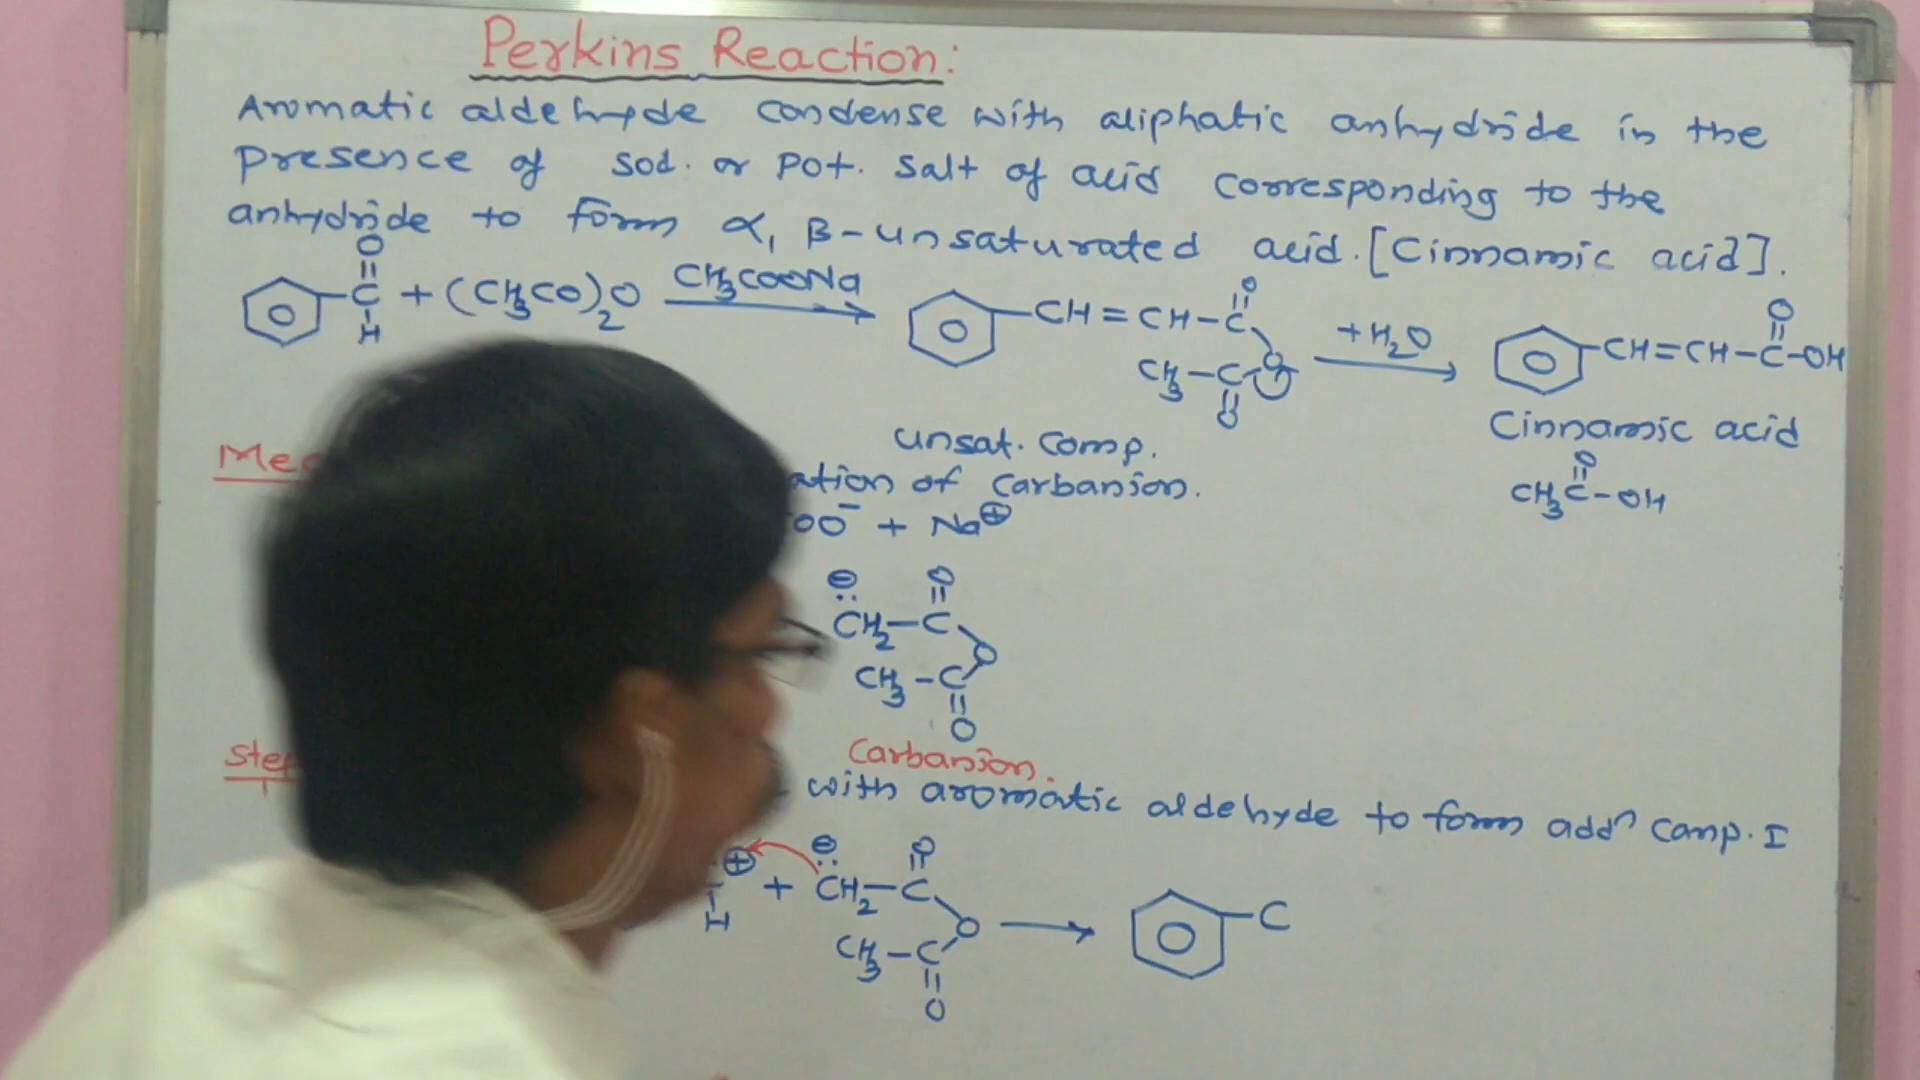 Perkins Reaction:
Aromatic aldehyde condense with aliphatic anhydride in the
presence of sod. or pot. salt of acid corresponding to the
anhydride to form α, β-unsaturated acid. [Cinnamic acid].
O
C + (CH3CO)2O CH3COONa CH=CH-C O +H2O CH=CH-C-OH O
H CH3-C O
O
Cinnamic acid
unsat. comp.
of carbanion.
O
CH3C-OH
+ Na⊕
⊖ O
CH2-C
O
CH3-C
O
Carbanion.
with aromatic aldehyde to form addn comp. I
⊕ ⊖ O
+ CH2-C
H O C
CH3-C
O